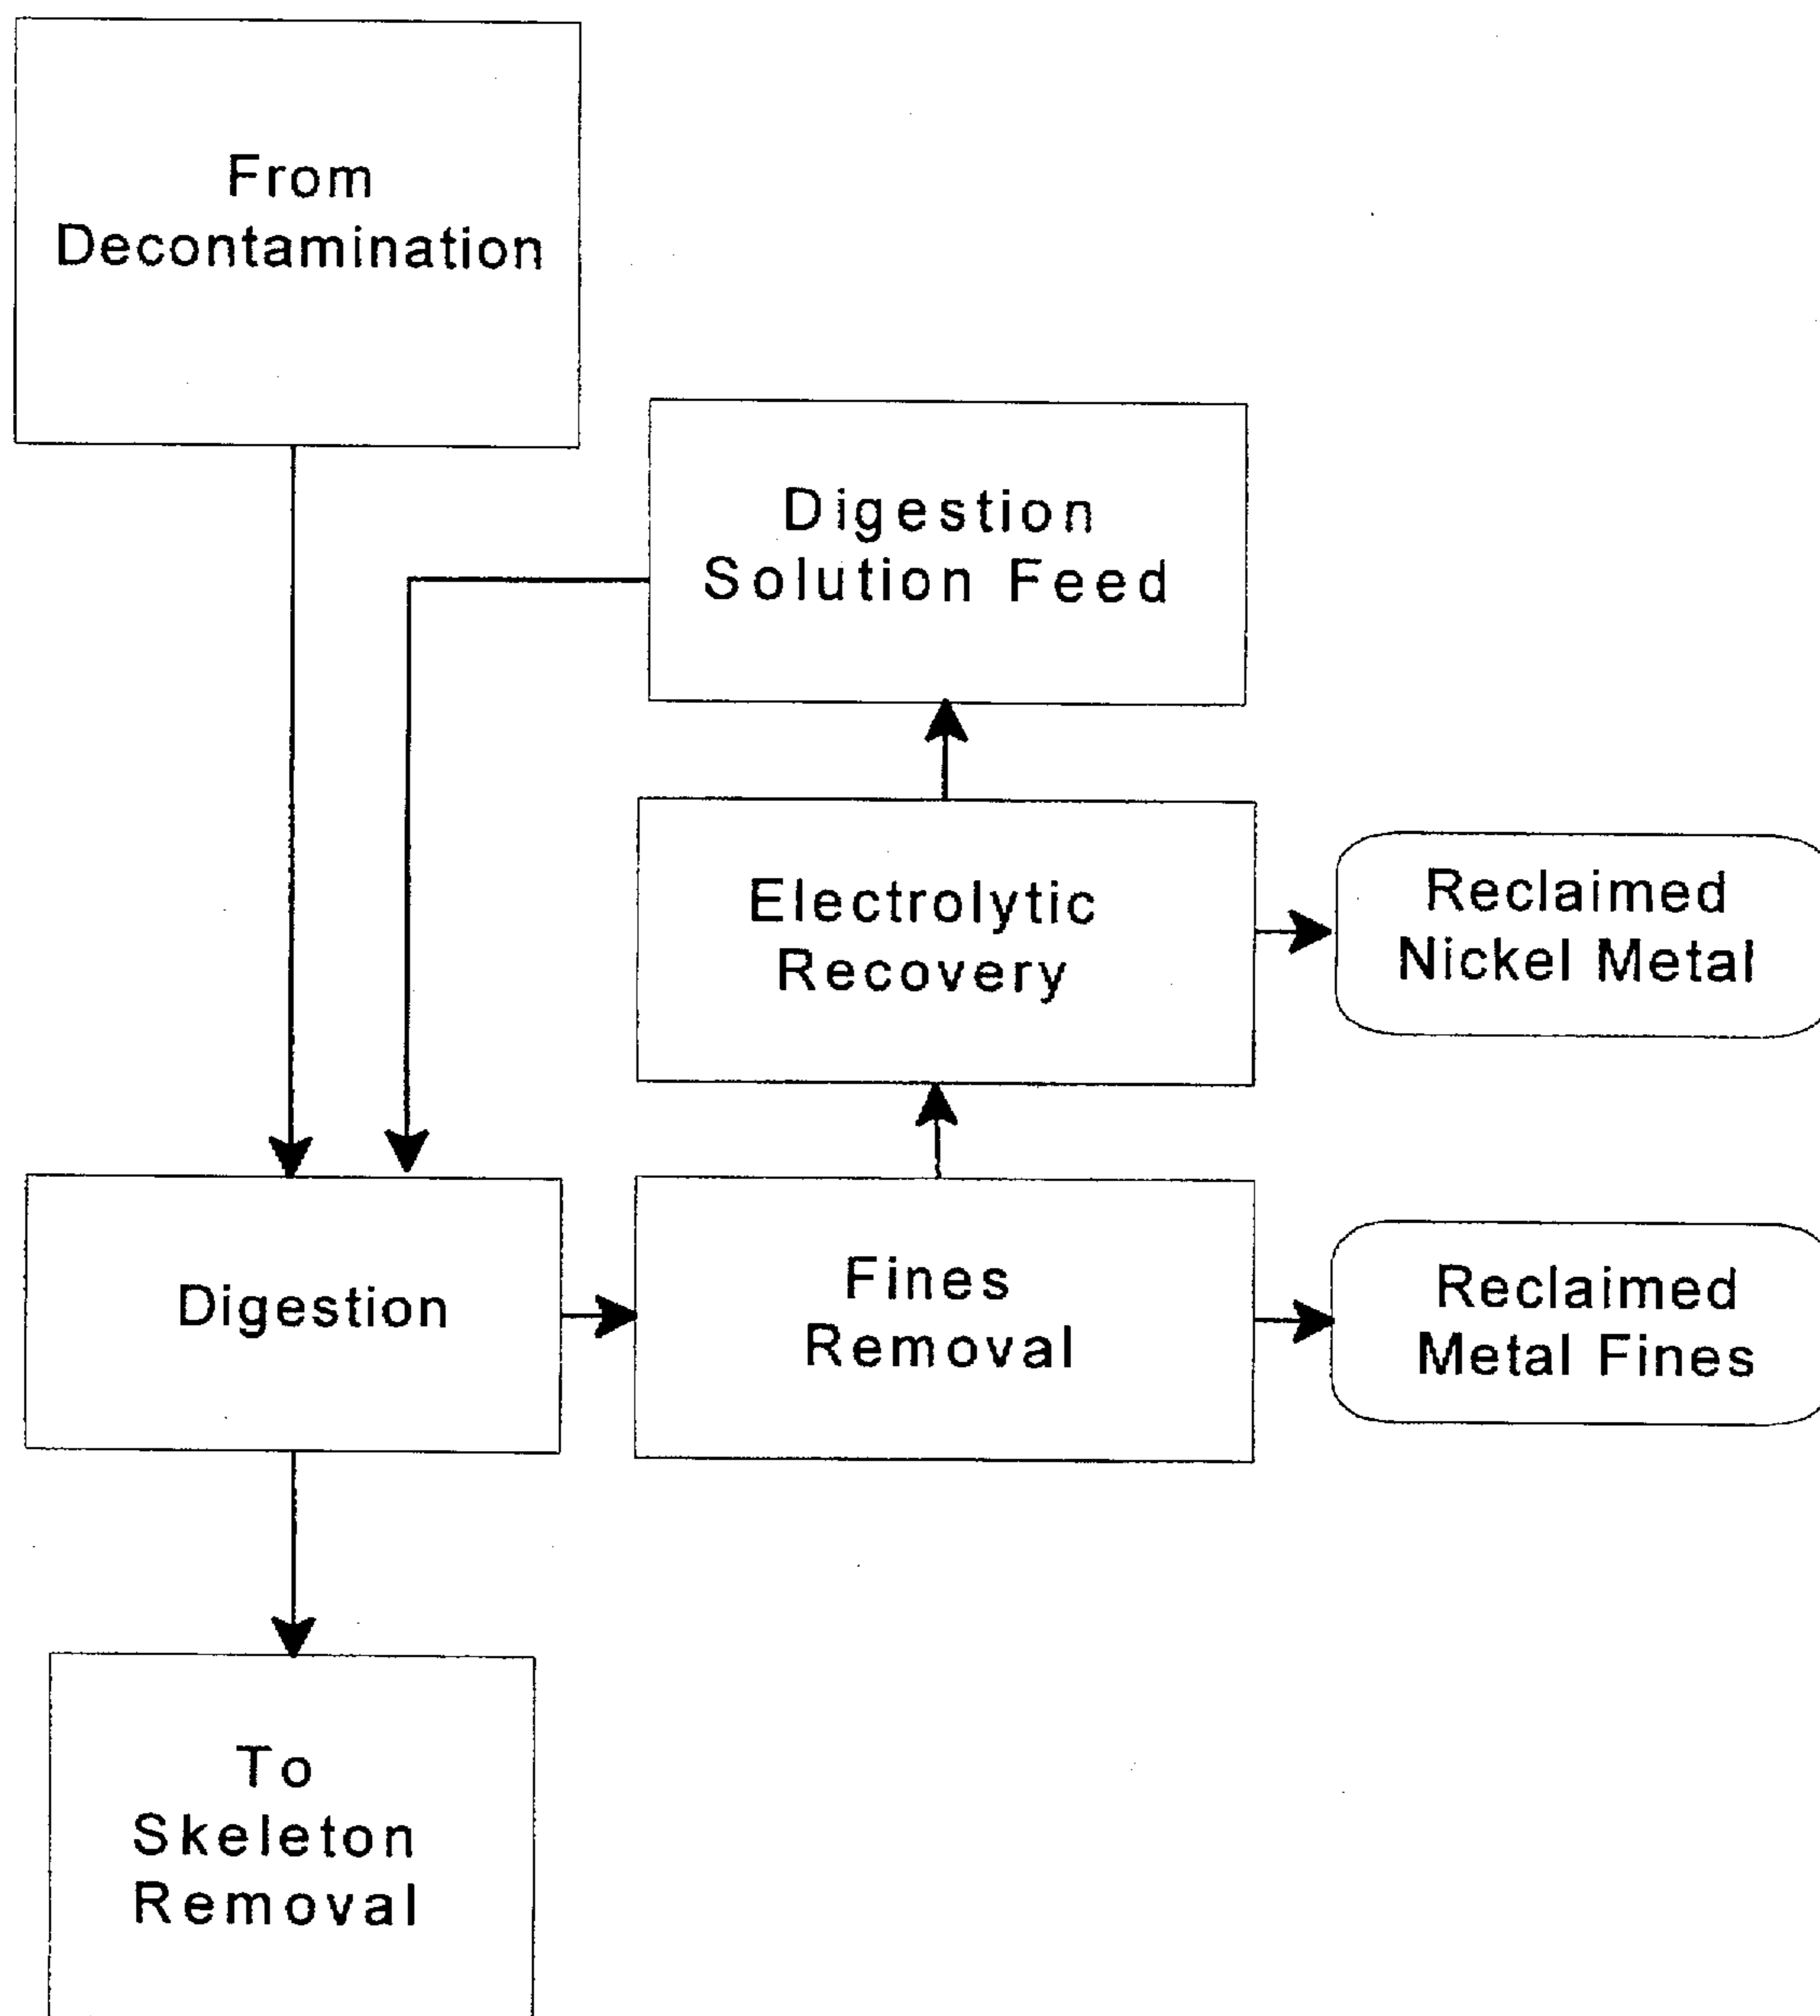 From
Decontamination
Digestion
Solution Feed
Electrolytic
Recovery
Reclaimed
Nickel Metal
Digestion
Fines
Removal
Reclaimed
Metal Fines
To
Skeleton
Removal